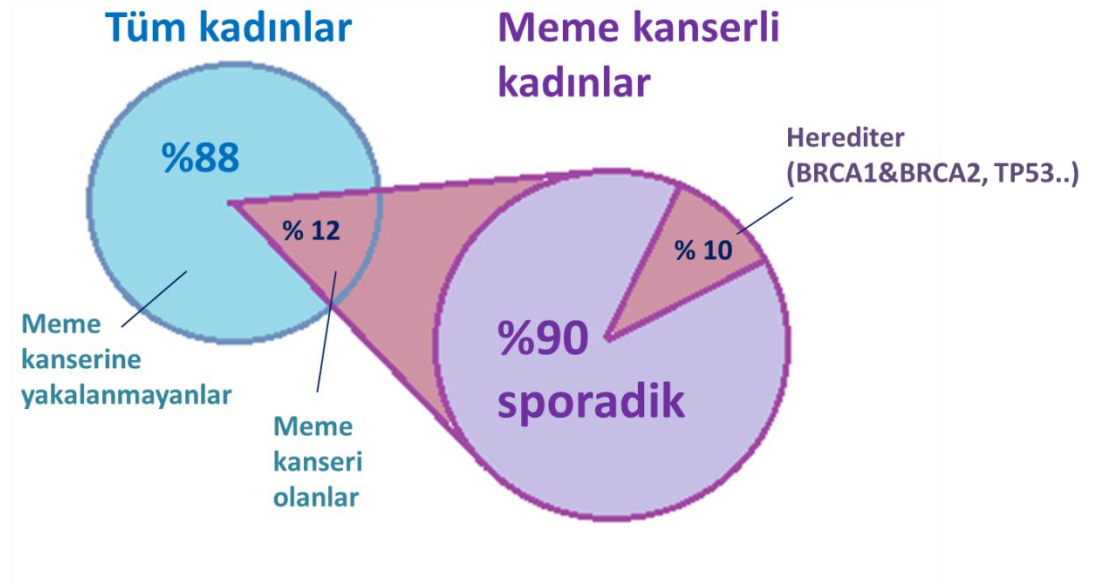 Tüm kadınlar
Meme kanserli
kadınlar
%88
% 12
Meme
kanserine
yakalanmayanlar
Meme
kanseri
olanlar
Herediter
(BRCA1&BRCA2, TP53..)
% 10
%90
sporadik